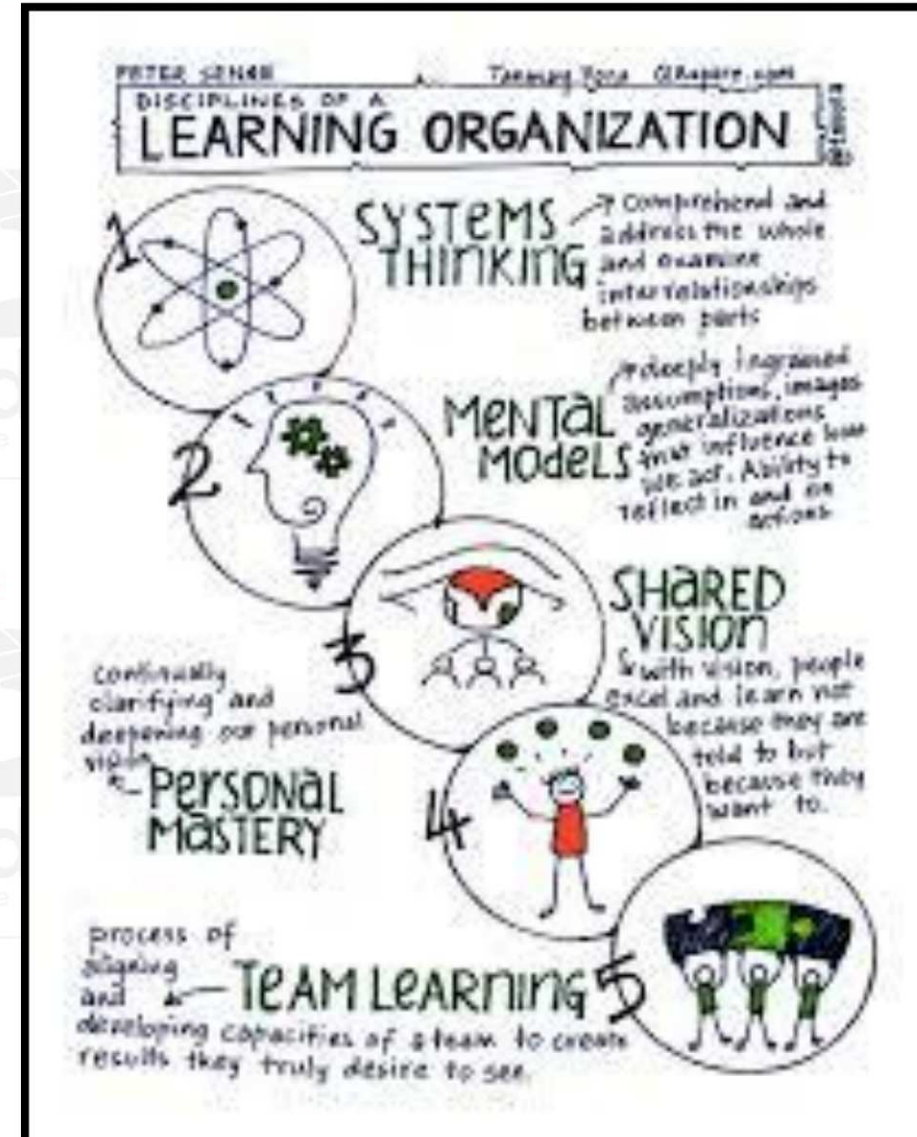 PETER SENGE
DISCIPLINES OF A
LEARNING ORGANIZATION
1
SYSTEMS
THINKING
Comprehend and
address the whole
and examine
interrelationships
between parts
2
MENTAL
MODELS
deeply ingrained
assumptions, images
generalizations
that influence how
we act. Ability to
reflect in and on
actions
3
SHARED
VISION
with vision, people
excel and learn not
because they are
told to but
because they
want to.
continually
clarifying and
deepening our personal
vision
PERSONAL
MASTERY
4
process of
aligning
and
TEAM LEARNING
5
developing capacities of a team to create
results they truly desire to see.